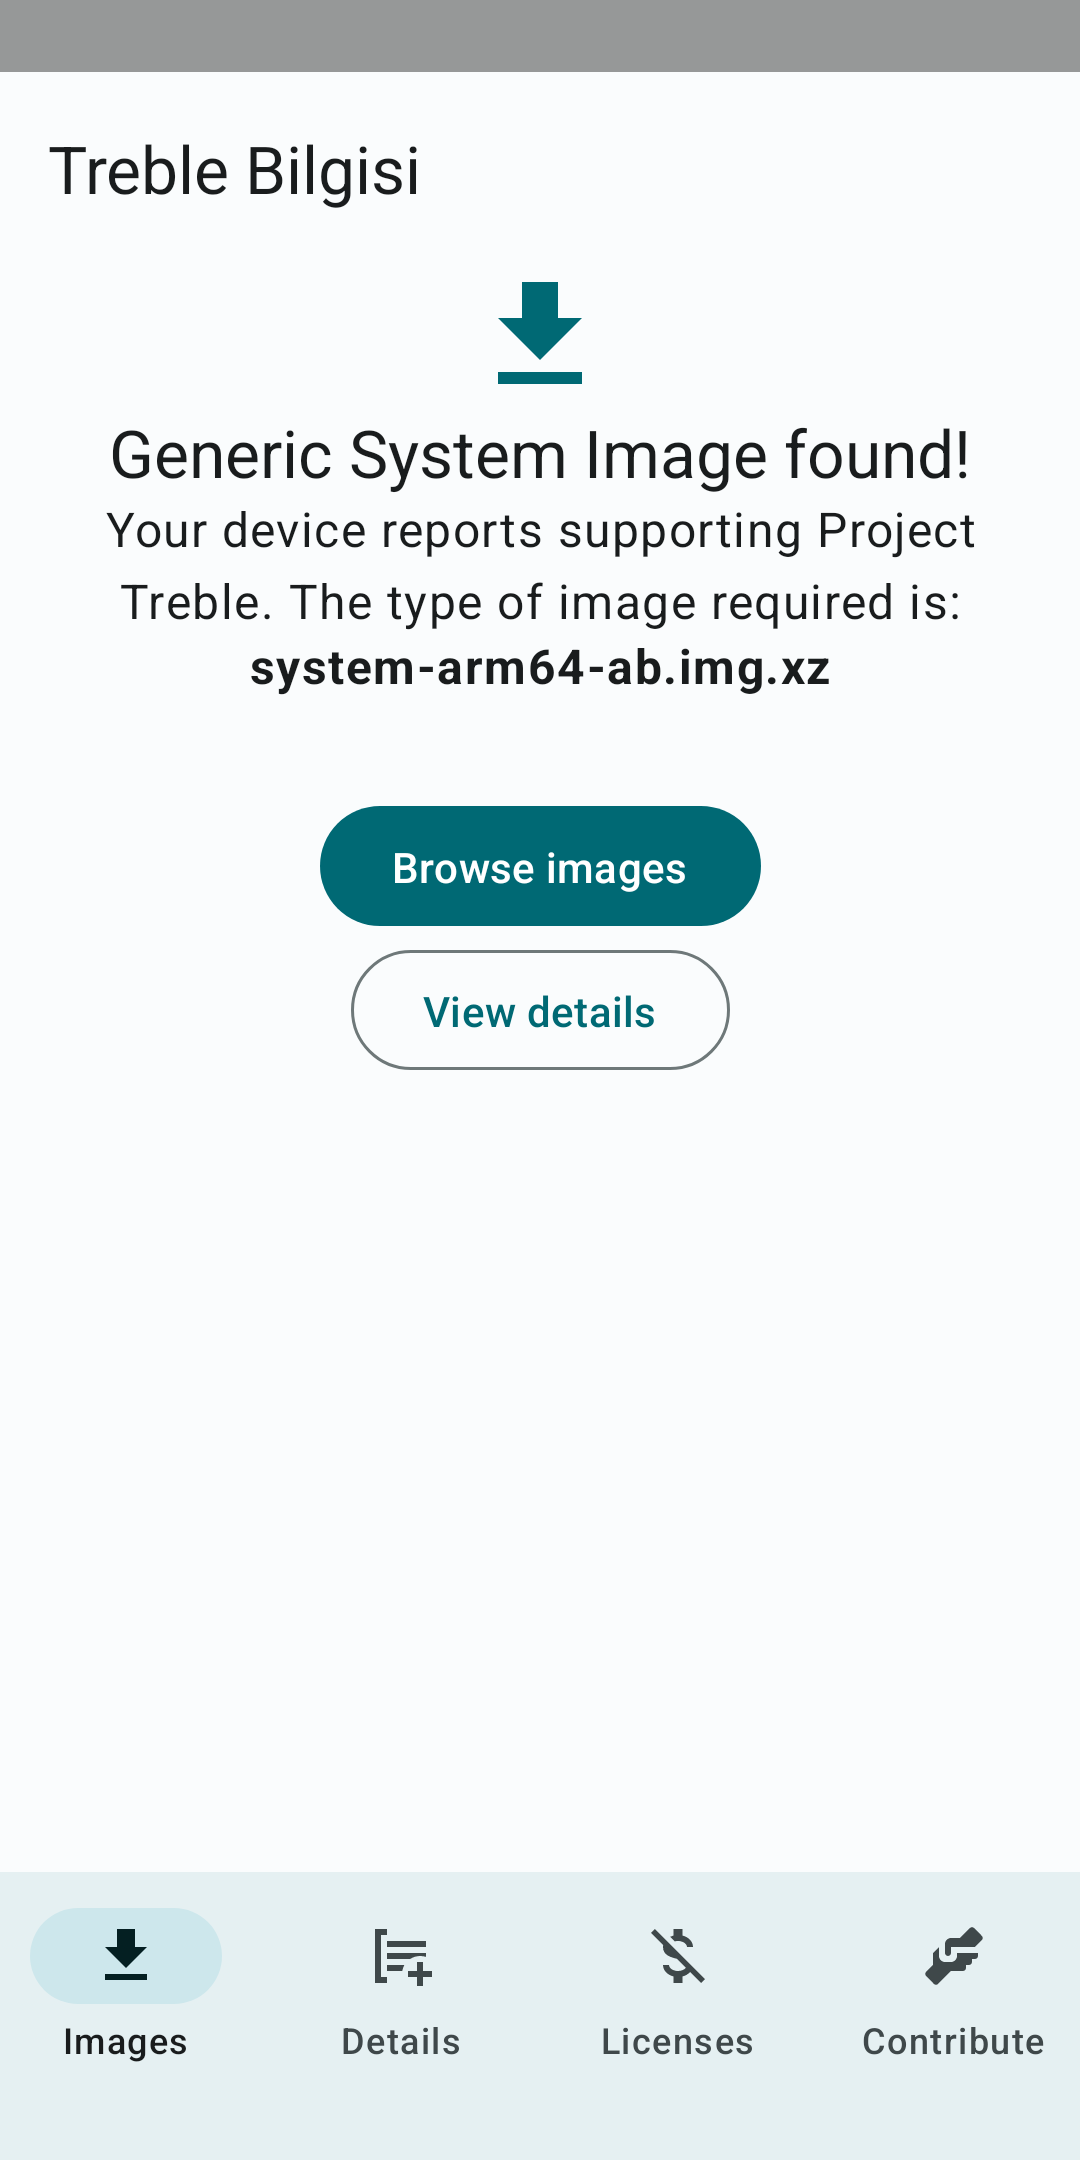 Treble Bilgisi
Generic System Image found!
Your device reports supporting Project
Treble. The type of image required is:
system-arm64-ab.img.xz
Browse images
View details
Images
Details
Licenses
Contribute